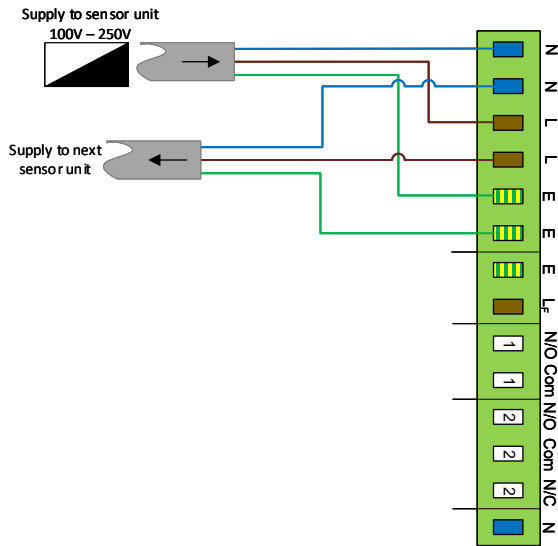 Supply to sensor unit
100V – 250V
Supply to next
sensor unit
N
N
L
L
E
E
E
LF
N/O
1
Com
1
N/O
2
Com
2
N/C
2
N